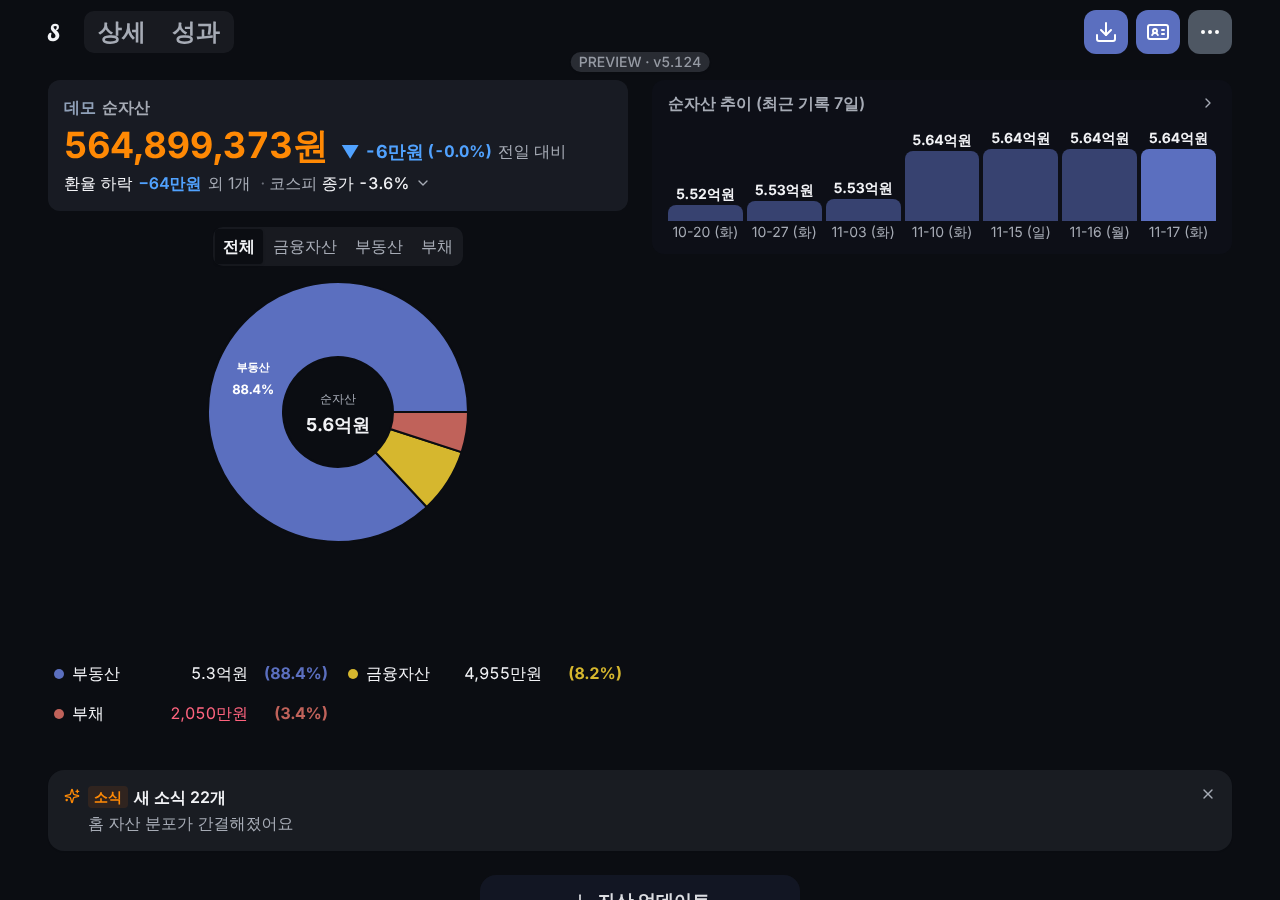 상세 성과
PREVIEW · v5.124
데모 순자산
564,899,373원 ▼ -6만원 (-0.0%) 전일 대비
환율 하락 −64만원 외 1개 · 코스피 종가 -3.6%
순자산 추이 (최근 기록 7일)
5.52억원 5.53억원 5.53억원 5.64억원 5.64억원 5.64억원 5.64억원
10-20 (화) 10-27 (화) 11-03 (화) 11-10 (화) 11-15 (일) 11-16 (월) 11-17 (화)
전체 금융자산 부동산 부채
부동산
88.4%
순자산
5.6억원
부동산 5.3억원 (88.4%) 금융자산 4,955만원 (8.2%)
부채 2,050만원 (3.4%)
소식 새 소식 22개
홈 자산 분포가 간결해졌어요
자산 업데이트